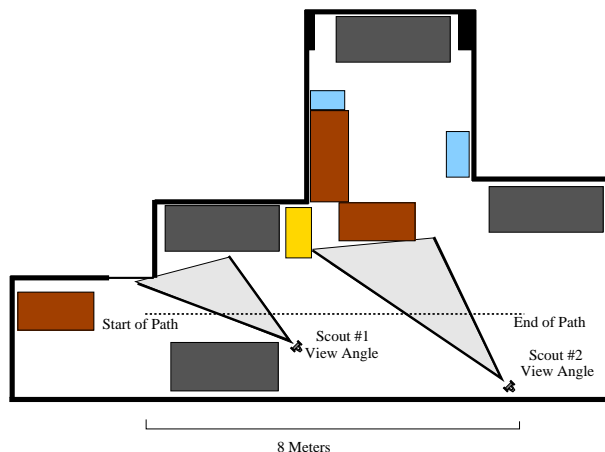 Start of Path
End of Path
Scout #1
View Angle
Scout #2
View Angle
8 Meters